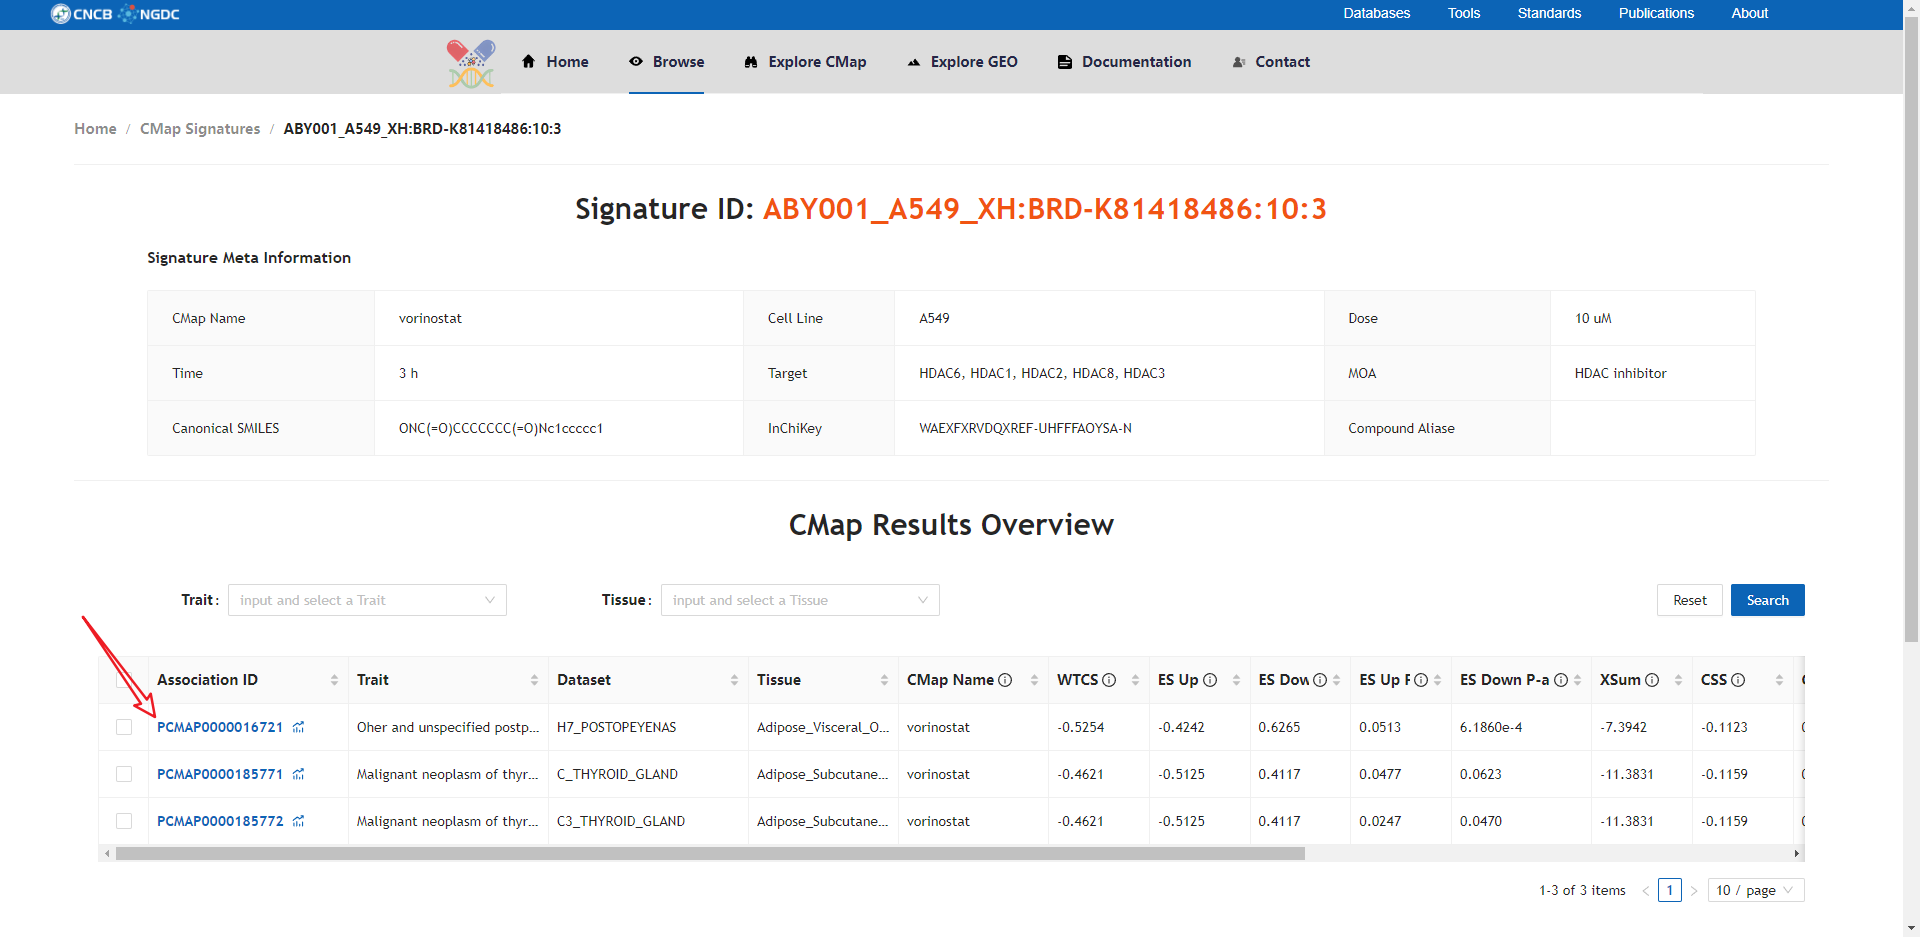 CNCB NGDC Databases Tools Standards Publications About
Home Browse Explore CMap Explore GEO Documentation Contact
Home / CMap Signatures / ABY001_A549_XH:BRD-K81418486:10:3
Signature ID: ABY001_A549_XH:BRD-K81418486:10:3
Signature Meta Information
CMap Name vorinostat Cell Line A549 Dose 10 uM
Time 3 h Target HDAC6, HDAC1, HDAC2, HDAC8, HDAC3 MOA HDAC inhibitor
Canonical SMILES ONC(=O)CCCCCCC(=O)Nc1ccccc1 InChiKey WAEXFXRVDQXREF-UHFFFAOYSA-N Compound Aliase
CMap Results Overview
Trait: input and select a Trait Tissue: input and select a Tissue Reset Search
Association ID Trait Dataset Tissue CMap Name WTCS ES Up ES Dow ES Up P ES Down P-a XSum CSS
PCMAP0000016721 Oher and unspecified postp... H7_POSTOPEYENAS Adipose_Visceral_O... vorinostat -0.5254 -0.4242 0.6265 0.0513 6.1860e-4 -7.3942 -0.1123
PCMAP0000185771 Malignant neoplasm of thyr... C_THYROID_GLAND Adipose_Subcutane... vorinostat -0.4621 -0.5125 0.4117 0.0477 0.0623 -11.3831 -0.1159
PCMAP0000185772 Malignant neoplasm of thyr... C3_THYROID_GLAND Adipose_Subcutane... vorinostat -0.4621 -0.5125 0.4117 0.0247 0.0470 -11.3831 -0.1159
1-3 of 3 items < 1 > 10 / page